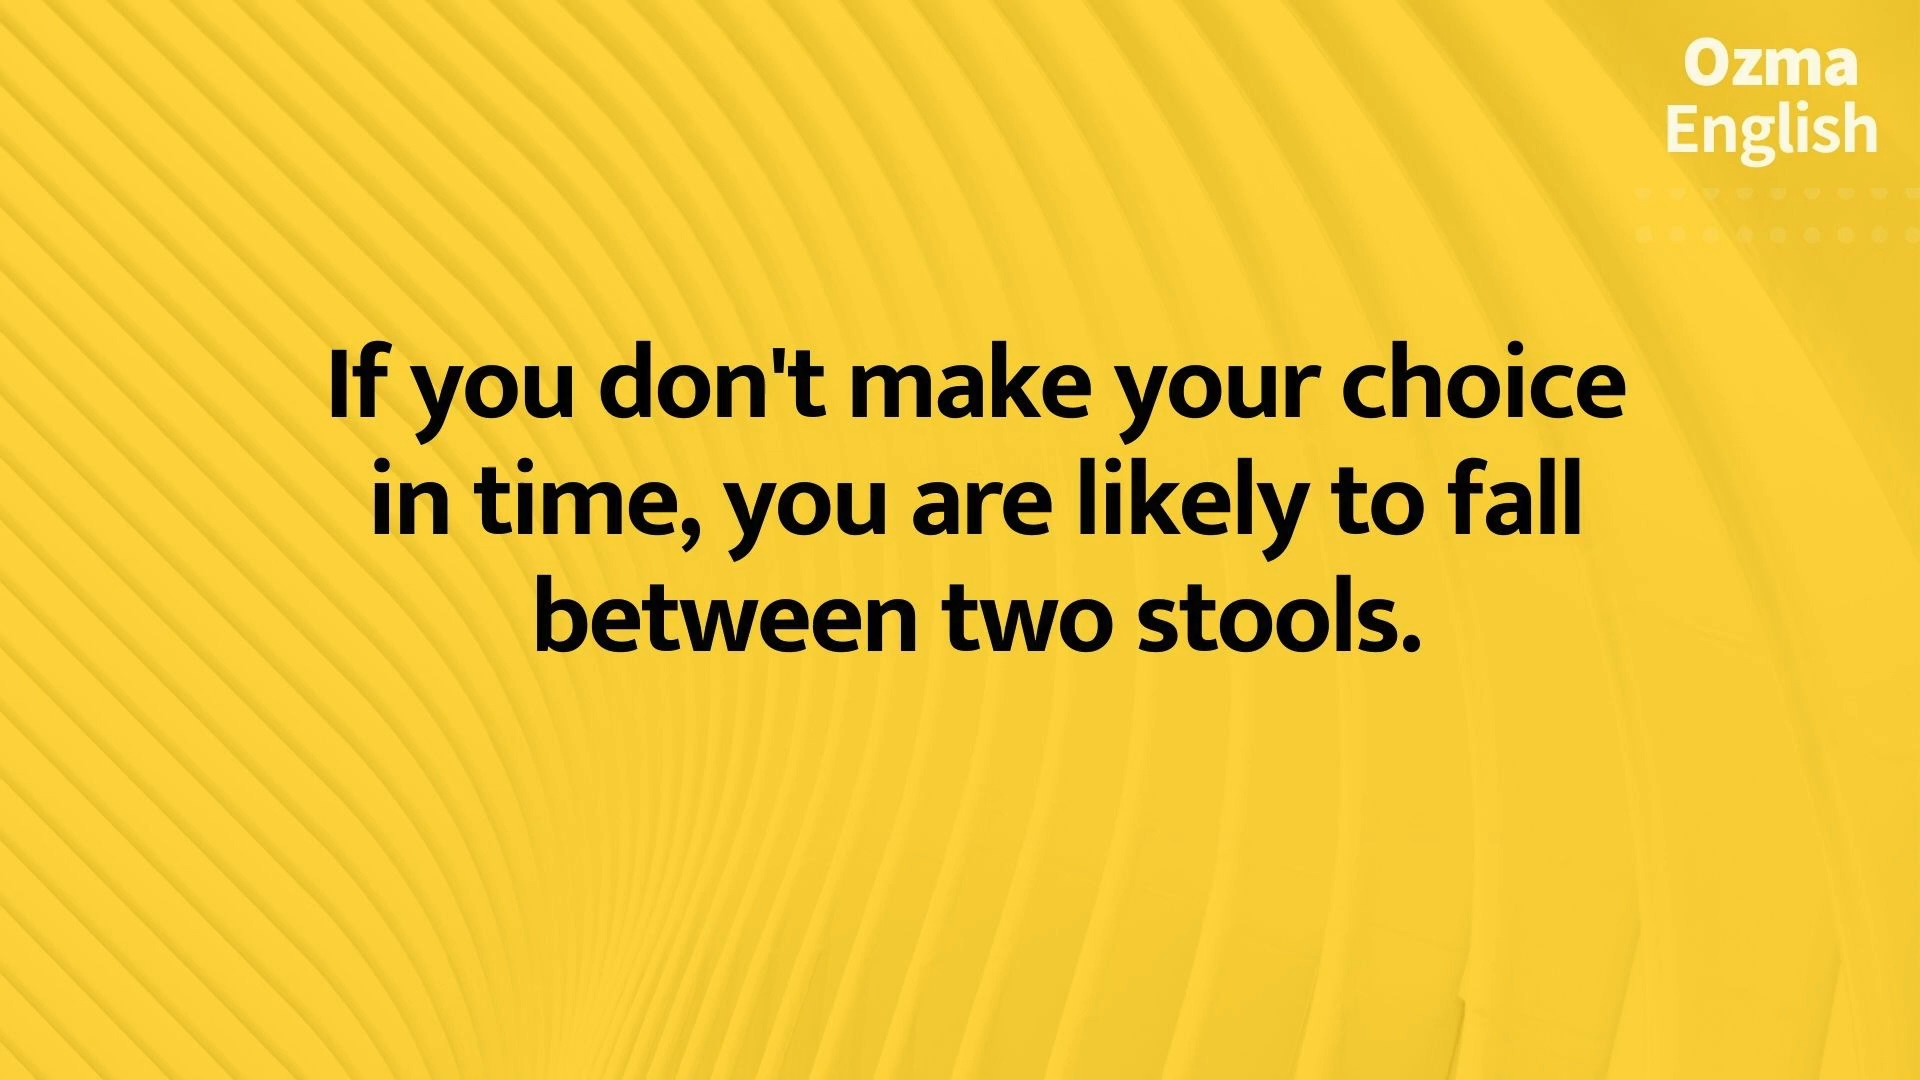 Ozma
English
If you don't make your choice
in time, you are likely to fall
between two stools.